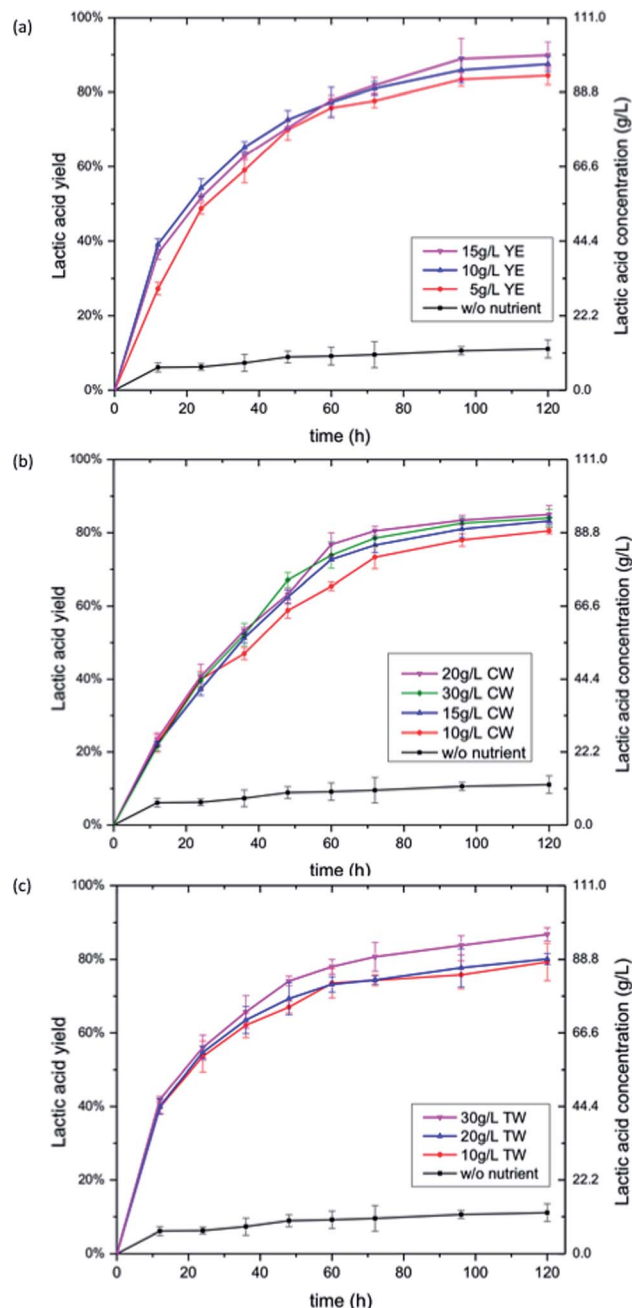 (a)
100%
80%
60%
40%
20%
0%
Lactic acid yield
111.0
88.8
66.6
44.4
22.2
0.0
Lactic acid concentration (g/L)
15g/L YE
10g/L YE
5g/L YE
w/o nutrient
0 20 40 60 80 100 120
time (h)
(b)
100%
80%
60%
40%
20%
0%
Lactic acid yield
111.0
88.8
66.6
44.4
22.2
0.0
Lactic acid concentration (g/L)
20g/L CW
30g/L CW
15g/L CW
10g/L CW
w/o nutrient
0 20 40 60 80 100 120
time (h)
(c)
100%
80%
60%
40%
20%
0%
Lactic acid yield
111.0
88.8
66.6
44.4
22.2
0.0
Lactic acid concentration (g/L)
30g/L TW
20g/L TW
10g/L TW
w/o nutrient
0 20 40 60 80 100 120
time (h)